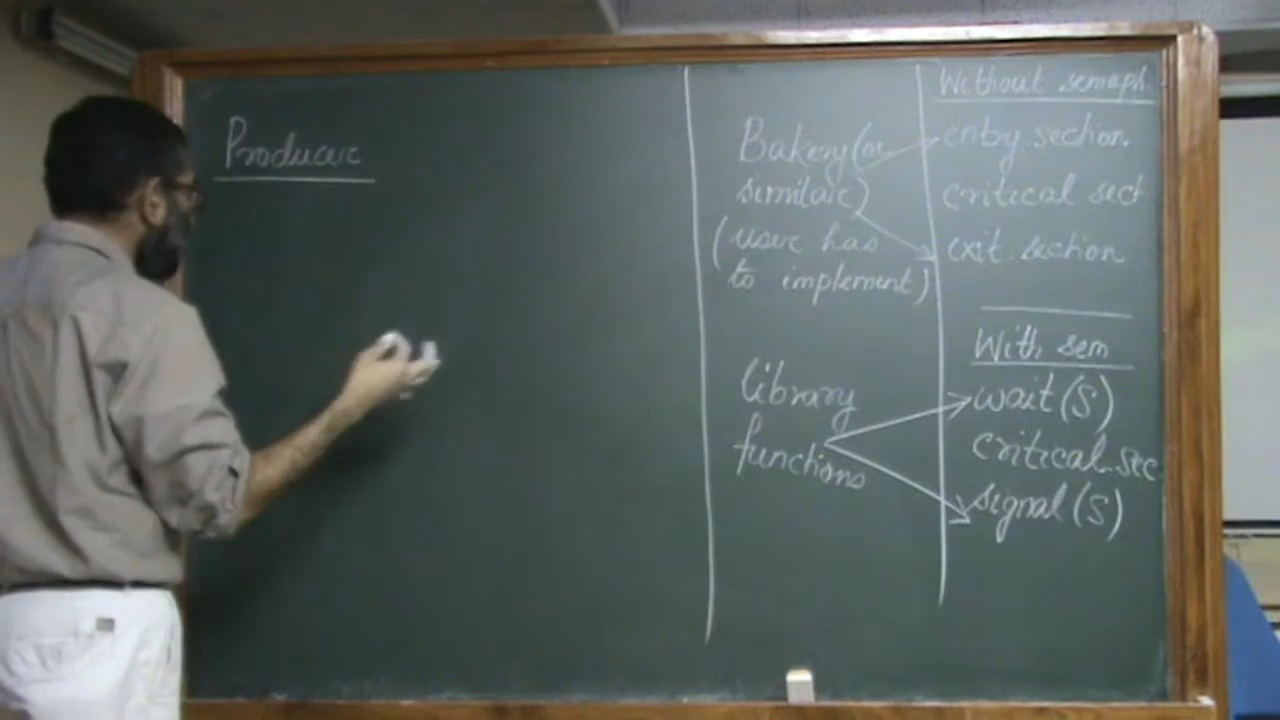 Producer
Bakery (or
similar)
(user has
to implement)
library
functions
Without semaph
entry.section
critical sect
exit.section
With sem
wait(S)
critical.sec
signal(S)